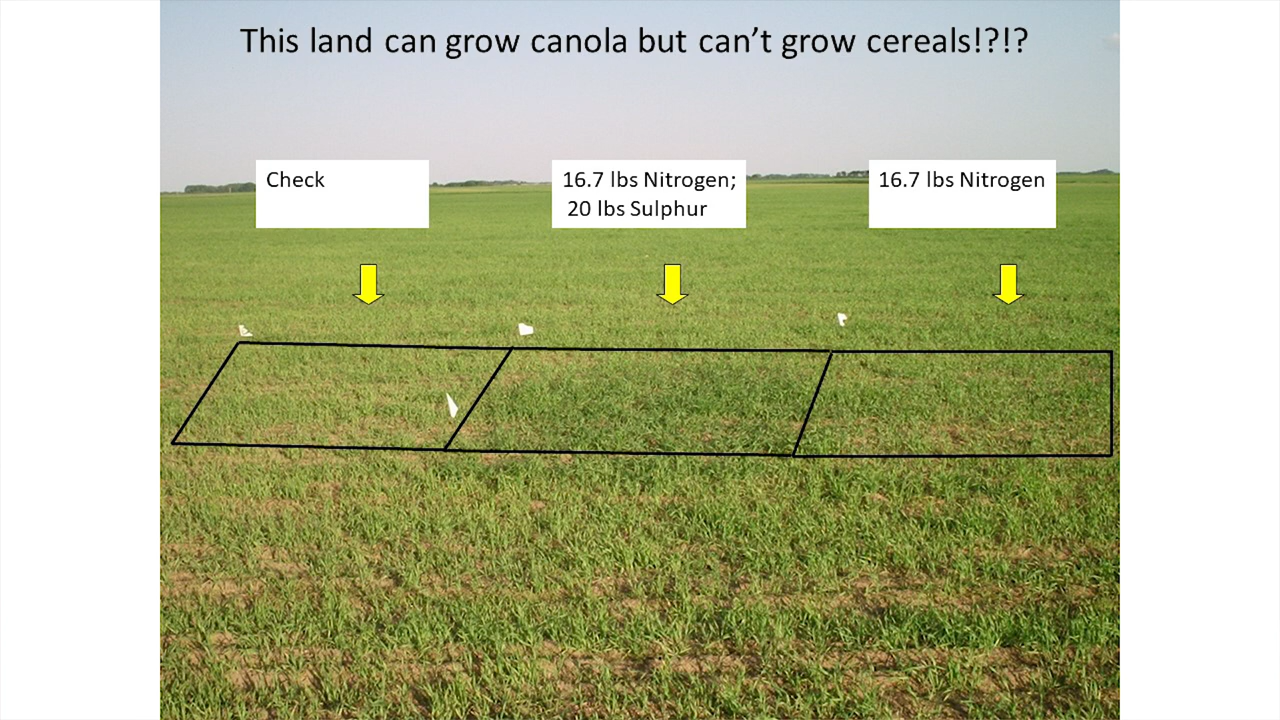 This land can grow canola but can’t grow cereals!?!?
Check
16.7 lbs Nitrogen;
20 lbs Sulphur
16.7 lbs Nitrogen